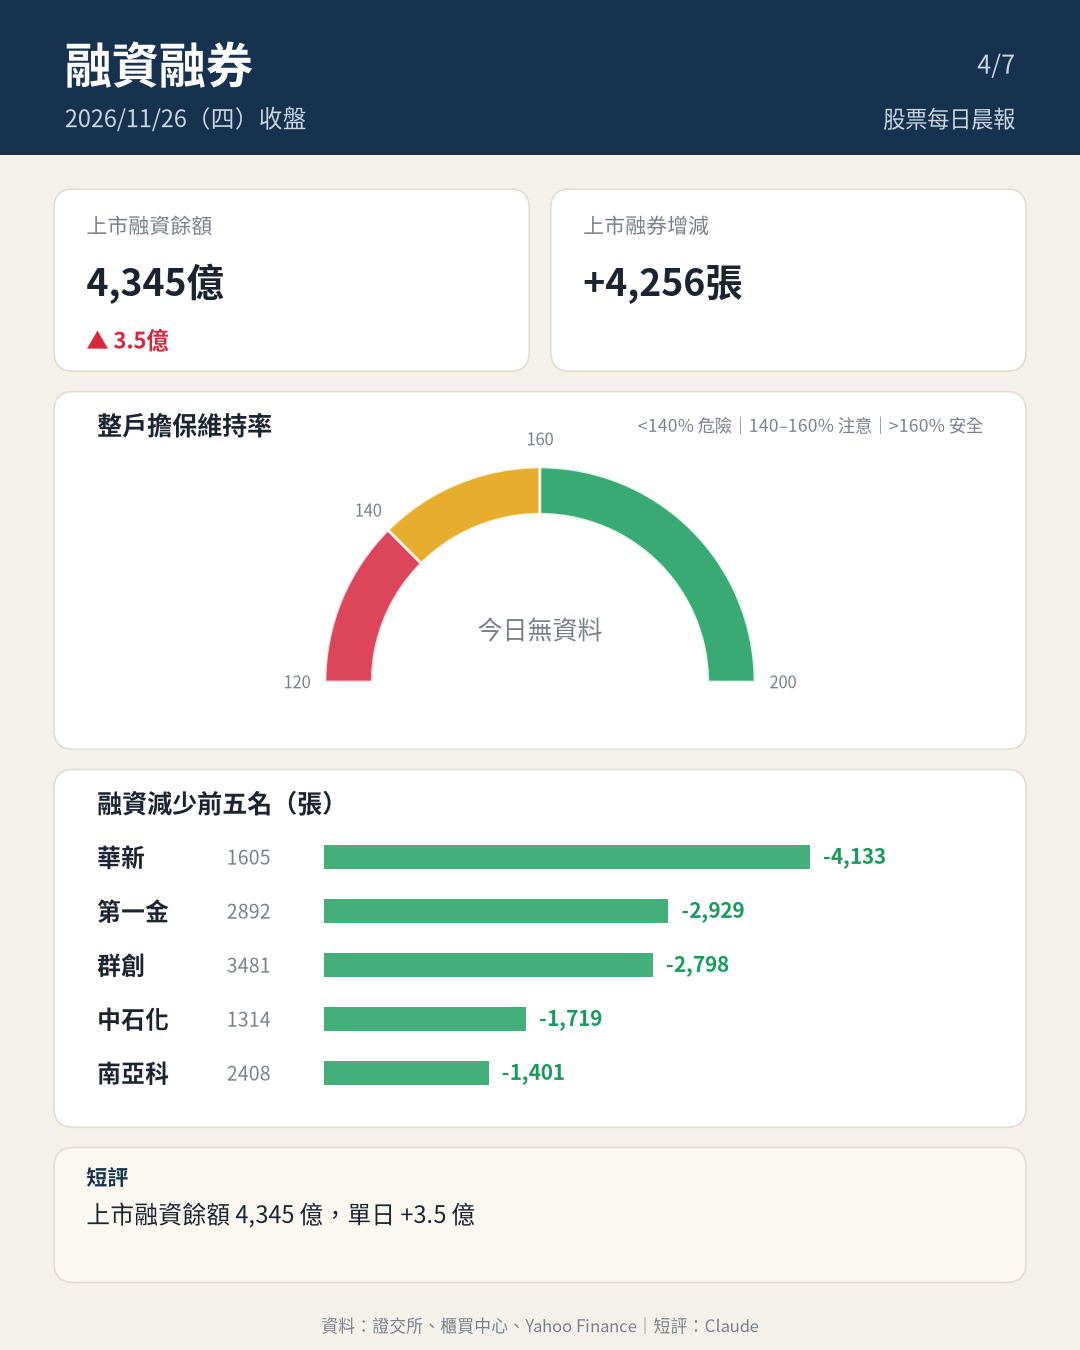 融資融券
4/7
2026/11/26（四）收盤
股票每日晨報
上市融資餘額
4,345億
▲ 3.5億
上市融券增減
+4,256張
整戶擔保維持率
<140% 危險｜140–160% 注意｜>160% 安全
160
140
今日無資料
120
200
融資減少前五名（張）
華新 1605 -4,133
第一金 2892 -2,929
群創 3481 -2,798
中石化 1314 -1,719
南亞科 2408 -1,401
短評
上市融資餘額 4,345 億，單日 +3.5 億
資料：證交所、櫃買中心、Yahoo Finance｜短評：Claude